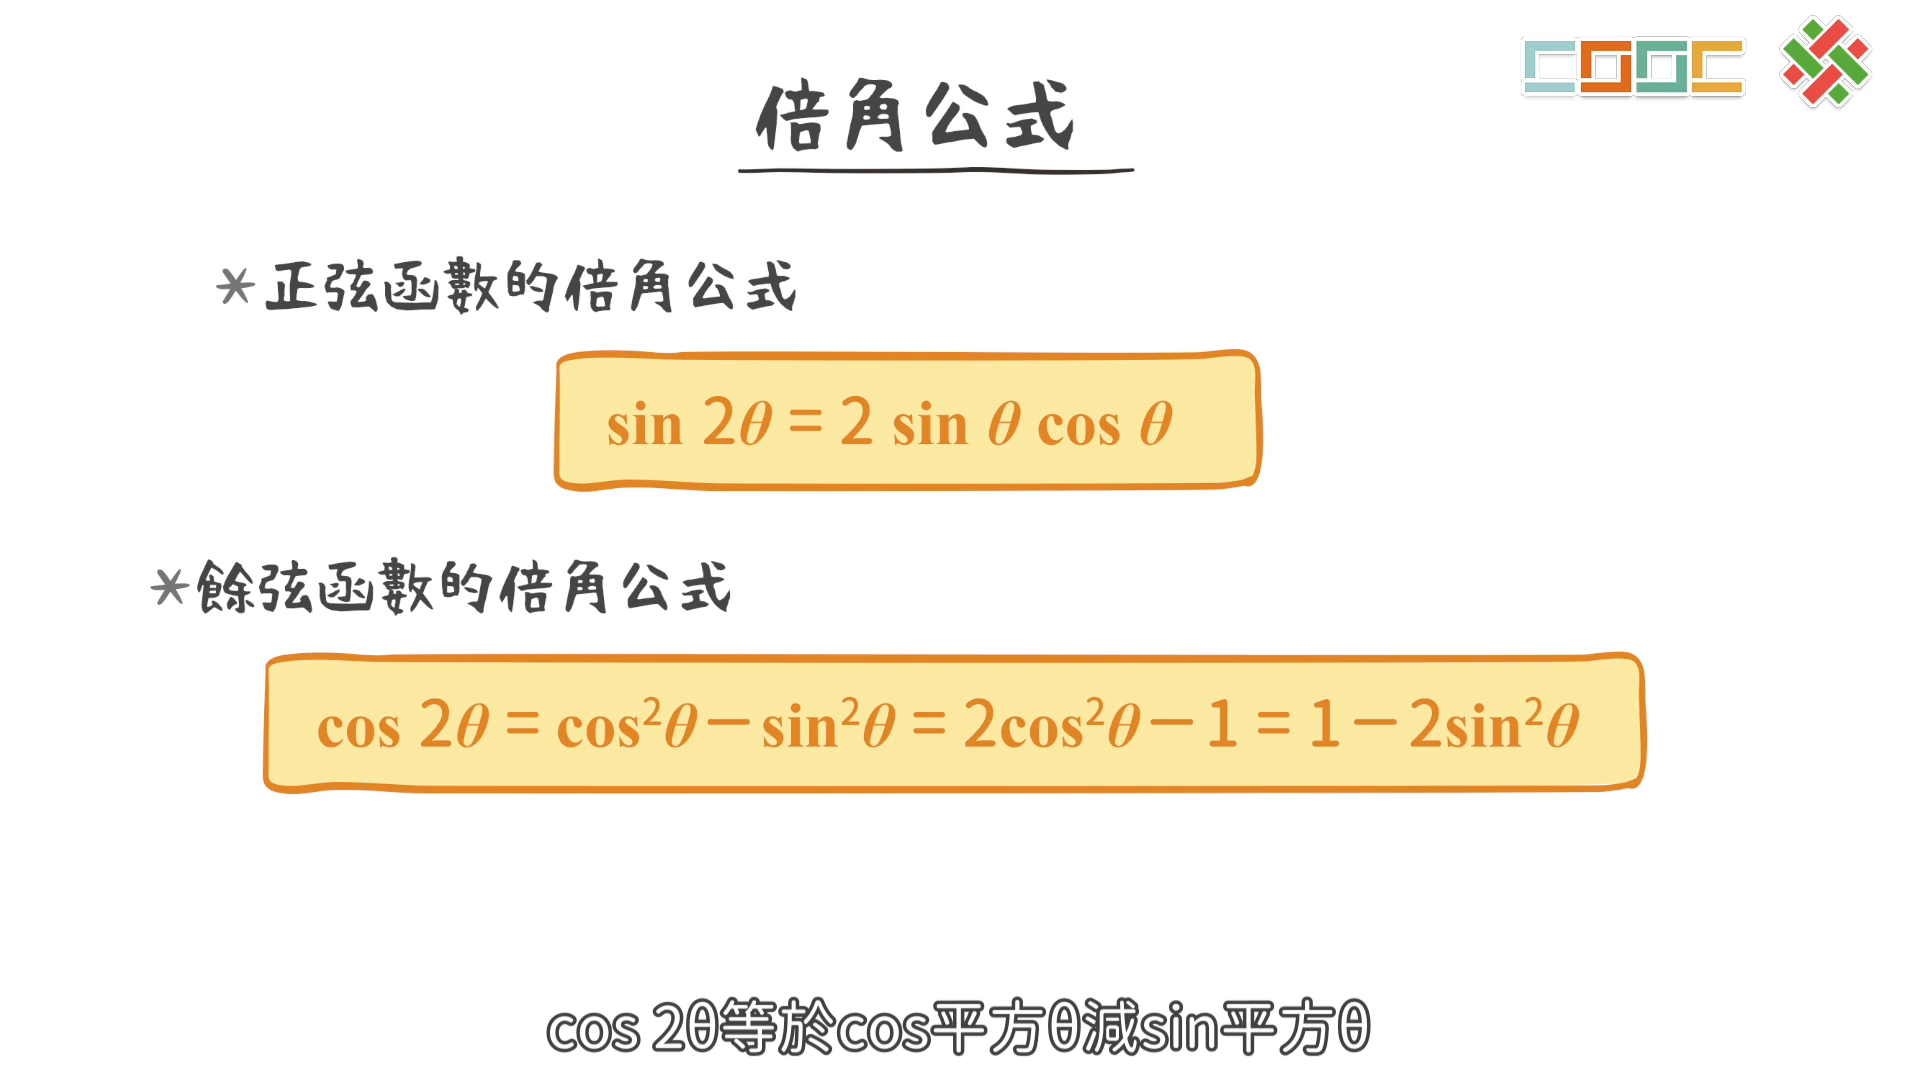 COOC
倍角公式
*正弦函數的倍角公式
sin 2θ = 2 sin θ cos θ
*餘弦函數的倍角公式
cos 2θ = cos²θ − sin²θ = 2cos²θ − 1 = 1 − 2sin²θ
cos 2θ等於cos平方θ減sin平方θ